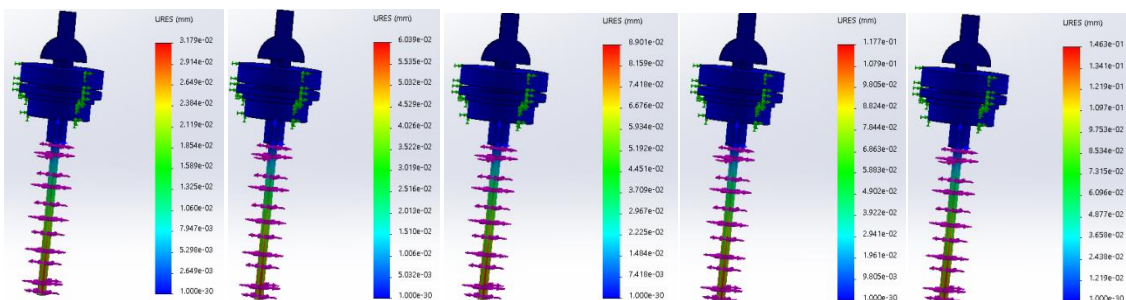 URES (mm)
3.179e-02
2.914e-02
2.649e-02
2.384e-02
2.119e-02
1.854e-02
1.589e-02
1.325e-02
1.060e-02
7.947e-03
5.298e-03
2.649e-03
1.000e-30
URES (mm)
6.039e-02
5.535e-02
5.032e-02
4.529e-02
4.026e-02
3.522e-02
3.019e-02
2.516e-02
2.013e-02
1.510e-02
1.006e-02
5.032e-03
1.000e-30
URES (mm)
8.901e-02
8.159e-02
7.418e-02
6.676e-02
5.934e-02
5.192e-02
4.451e-02
3.709e-02
2.967e-02
2.225e-02
1.484e-02
7.418e-03
1.000e-30
URES (mm)
1.177e-01
1.079e-01
9.805e-02
8.824e-02
7.844e-02
6.863e-02
5.883e-02
4.902e-02
3.922e-02
2.941e-02
1.961e-02
9.805e-03
1.000e-30
URES (mm)
1.463e-01
1.341e-01
1.219e-01
1.097e-01
9.753e-02
8.534e-02
7.315e-02
6.096e-02
4.877e-02
3.658e-02
2.438e-02
1.219e-02
1.000e-30